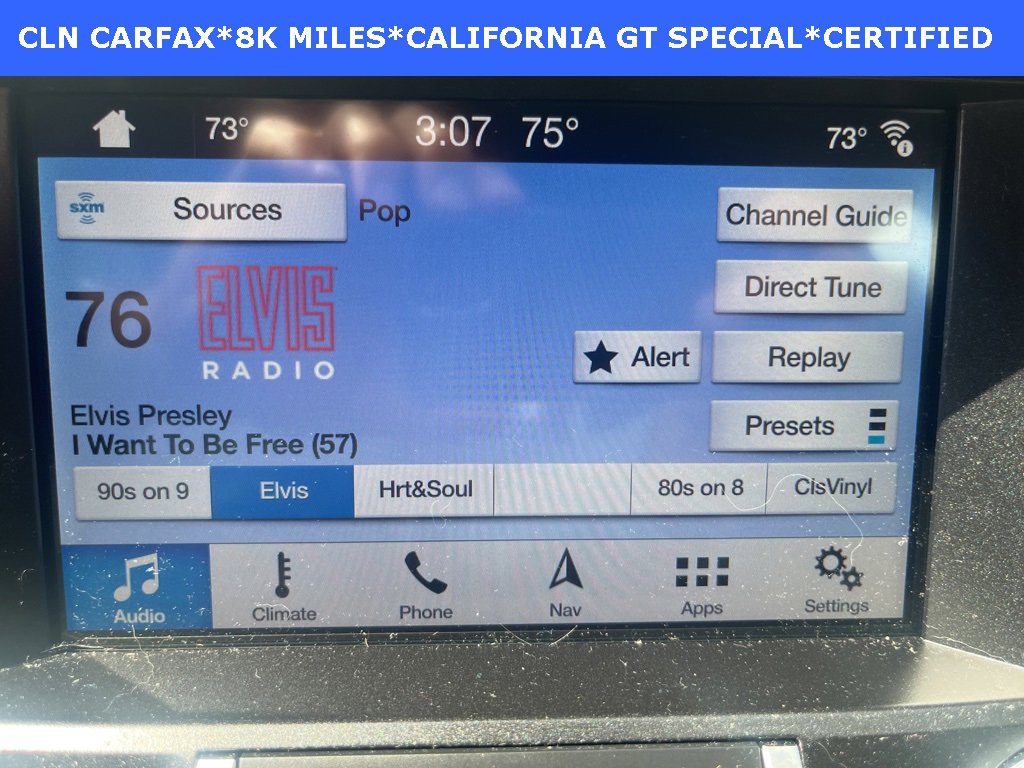 CLN CARFAX*8K MILES*CALIFORNIA GT SPECIAL*CERTIFIED
73° 3:07 75° 73°
sxm Sources Pop Channel Guide
76 ELVIS RADIO
Direct Tune
Alert Replay
Elvis Presley
I Want To Be Free (57)
Presets
90s on 9 Elvis Hrt&Soul 80s on 8 ClsVinyl
Audio Climate Phone Nav Apps Settings